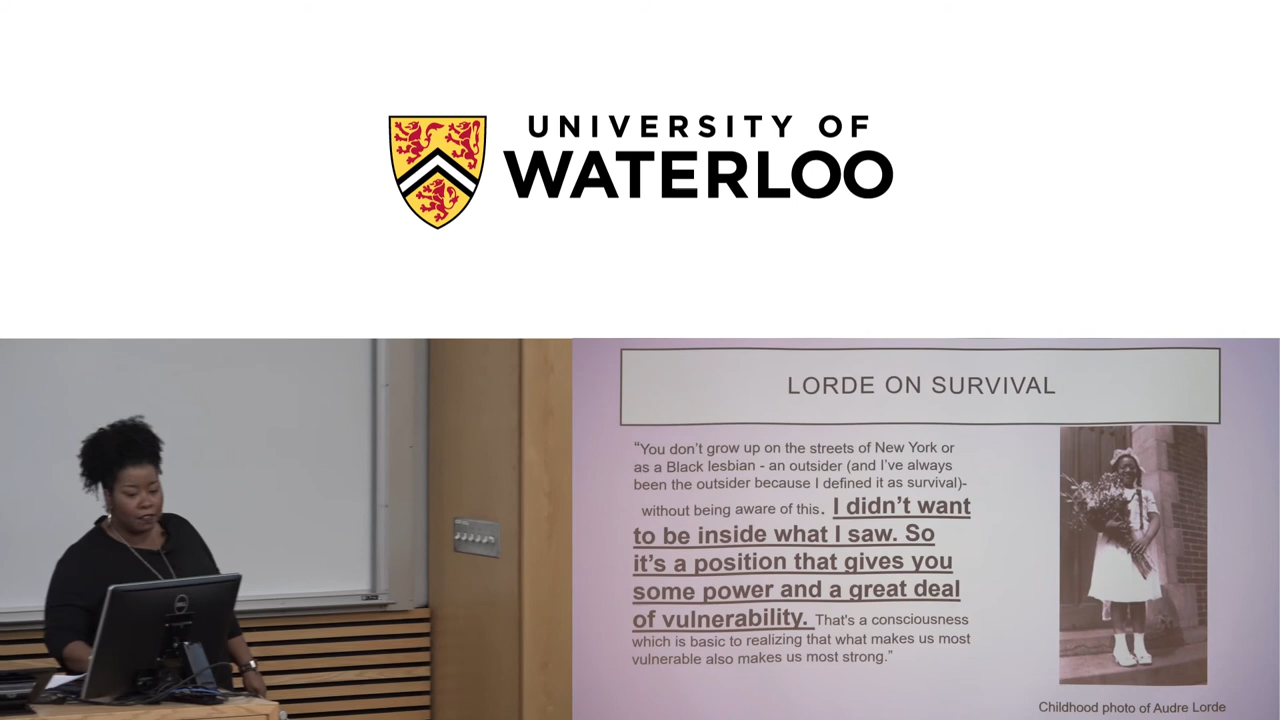 UNIVERSITY OF
WATERLOO
LORDE ON SURVIVAL
“You don’t grow up on the streets of New York or
as a Black lesbian - an outsider (and I’ve always
been the outsider because I defined it as survival)-
without being aware of this. I didn’t want
to be inside what I saw. So
it’s a position that gives you
some power and a great deal
of vulnerability. That's a consciousness
which is basic to realizing that what makes us most
vulnerable also makes us most strong.”
Childhood photo of Audre Lorde
DELL